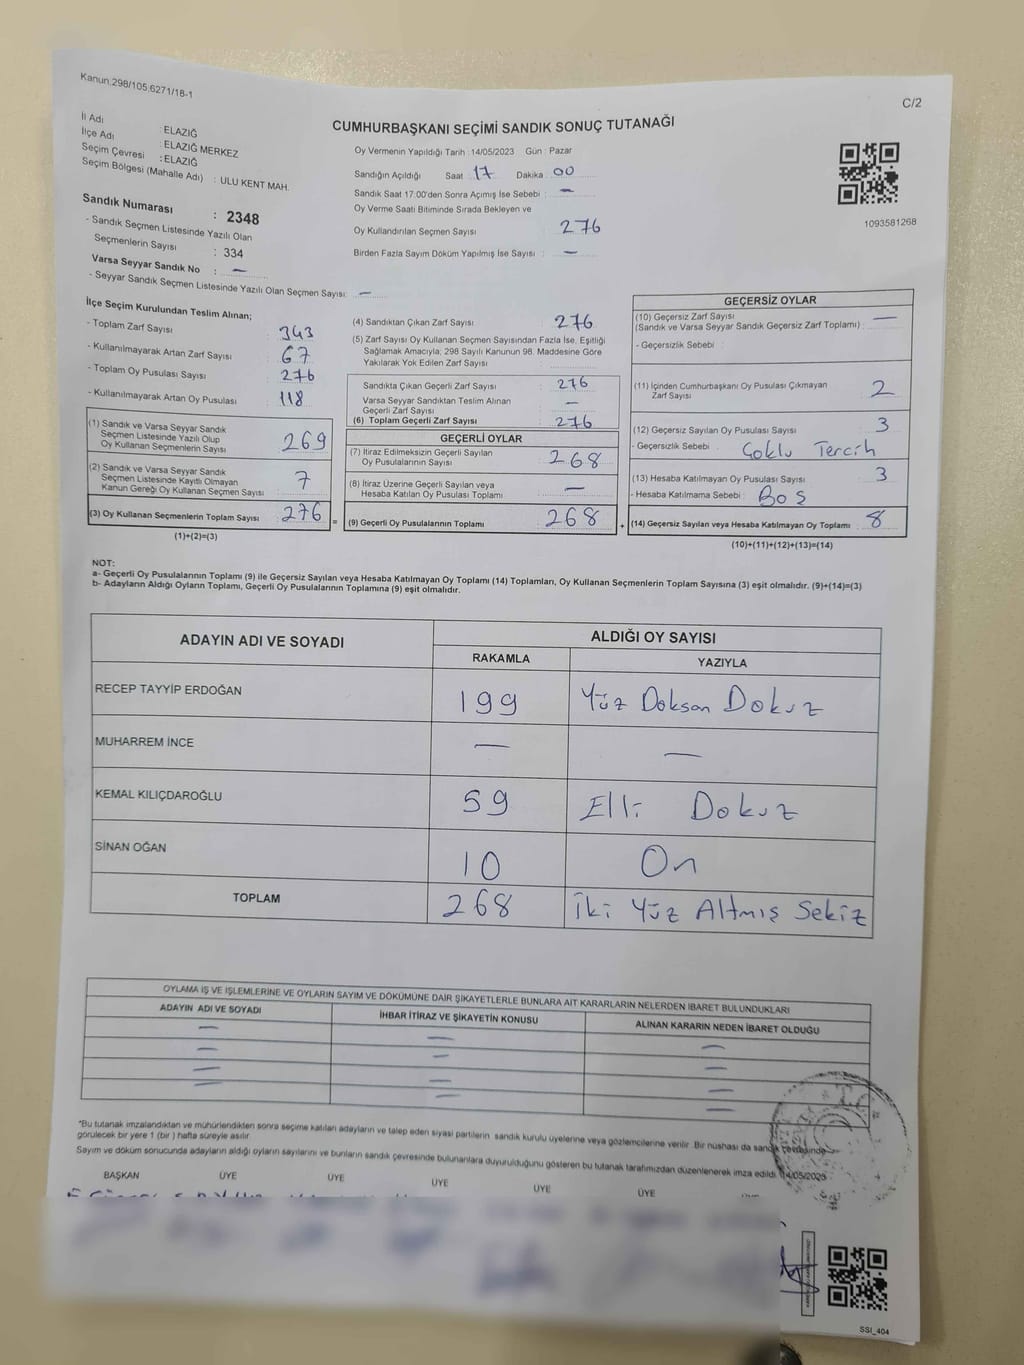 Kanun:298/105;6271/18-1
C/2
CUMHURBAŞKANI SEÇİMİ SANDIK SONUÇ TUTANAĞI
İl Adı : ELAZIĞ
İlçe Adı : ELAZIĞ MERKEZ
Seçim Çevresi : ELAZIĞ
Seçim Bölgesi (Mahalle Adı) : ULU KENT MAH.
Sandık Numarası : 2348
- Sandık Seçmen Listesinde Yazılı Olan
Seçmenlerin Sayısı : 334
Varsa Seyyar Sandık No : —
- Seyyar Sandık Seçmen Listesinde Yazılı Olan Seçmen Sayısı: —
Oy Vermenin Yapıldığı Tarih : 14/05/2023 Gün : Pazar
Sandığın Açıldığı Saat : 17 Dakika : 00
Sandık Saat 17:00'den Sonra Açımış İse Sebebi : —
Oy Verme Saati Bitiminde Sırada Bekleyen ve
Oy Kullandırılan Seçmen Sayısı 276
Birden Fazla Sayım Döküm Yapılmış İse Sayısı : —
1093581268
İlçe Seçim Kurulundan Teslim Alınan;
- Toplam Zarf Sayısı : 343
- Kullanılmayarak Artan Zarf Sayısı : 67
- Toplam Oy Pusulası Sayısı : 276
- Kullanılmayarak Artan Oy Pusulası : 118
(1) Sandık ve Varsa Seyyar Sandık
Seçmen Listesinde Yazılı Olup
Oy Kullanan Seçmenlerin Sayısı : 269
(2) Sandık ve Varsa Seyyar Sandık
Seçmen Listesinde Kayıtlı Olmayan
Kanun Gereği Oy Kullanan Seçmen Sayısı : 7
(3) Oy Kullanan Seçmenlerin Toplam Sayısı : 276
(1)+(2)=(3)
(4) Sandıktan Çıkan Zarf Sayısı : 276
(5) Zarf Sayısı Oy Kullanan Seçmen Sayısından Fazla İse, Eşitliği
Sağlamak Amacıyla; 298 Sayılı Kanunun 98. Maddesine Göre
Yakılarak Yok Edilen Zarf Sayısı :
Sandıkta Çıkan Geçerli Zarf Sayısı : 276
Varsa Seyyar Sandıktan Teslim Alınan
Geçerli Zarf Sayısı : —
(6) Toplam Geçerli Zarf Sayısı : 276
GEÇERLİ OYLAR
(7) İtiraz Edilmeksizin Geçerli Sayılan
Oy Pusulalarının Sayısı : 268
(8) İtiraz Üzerine Geçerli Sayılan veya
Hesaba Katılan Oy Pusulası Toplamı : —
= (9) Geçerli Oy Pusulalarının Toplamı : 268
GEÇERSİZ OYLAR
(10) Geçersiz Zarf Sayısı
(Sandık ve Varsa Seyyar Sandık Geçersiz Zarf Toplamı) : —
- Geçersizlik Sebebi :
(11) İçinden Cumhurbaşkanı Oy Pusulası Çıkmayan
Zarf Sayısı : 2
(12) Geçersiz Sayılan Oy Pusulası Sayısı : 3
- Geçersizlik Sebebi : Çoklu Tercih
(13) Hesaba Katılmayan Oy Pusulası Sayısı : 3
- Hesaba Katılmama Sebebi : Boş
+ (14) Geçersiz Sayılan veya Hesaba Katılmayan Oy Toplamı : 8
(10)+(11)+(12)+(13)=(14)
NOT:
a- Geçerli Oy Pusulalarının Toplamı (9) ile Geçersiz Sayılan veya Hesaba Katılmayan Oy Toplamı (14) Toplamları, Oy Kullanan Seçmenlerin Toplam Sayısına (3) eşit olmalıdır. (9)+(14)=(3)
b- Adayların Aldığı Oyların Toplamı, Geçerli Oy Pusulalarının Toplamına (9) eşit olmalıdır.
ADAYIN ADI VE SOYADI ALDIĞI OY SAYISI
RAKAMLA YAZIYLA
RECEP TAYYİP ERDOĞAN 199 Yüz Doksan Dokuz
MUHARREM İNCE — —
KEMAL KILIÇDAROĞLU 59 Elli Dokuz
SİNAN OĞAN 10 On
TOPLAM 268 İki Yüz Altmış Sekiz
OYLAMA İŞ VE İŞLEMLERİNE VE OYLARIN SAYIM VE DÖKÜMÜNE DAİR ŞİKAYETLERLE BUNLARA AİT KARARLARIN NELERDEN İBARET BULUNDUKLARI
ADAYIN ADI VE SOYADI İHBAR İTİRAZ VE ŞİKAYETİN KONUSU ALINAN KARARIN NEDEN İBARET OLDUĞU
— — —
— — —
— — —
— — —
*Bu tutanak imzalandıktan ve mühürlendikten sonra seçime katılan adayların ve talep eden siyasi partilerin sandık kurulu üyelerine veya gözlemcilerine verilir. Bir nüshası da sandık çevresinde
görülecek bir yere 1 (bir) hafta süreyle asılır.
Sayım ve döküm sonucunda adayların aldığı oyların sayılarını ve bunların sandık çevresinde bulunanlara duyurulduğunu gösteren bu tutanak tarafımızdan düzenlenerek imza edildi. 14/05/2023
BAŞKAN ÜYE ÜYE ÜYE ÜYE ÜYE
T.C.
SSI_404